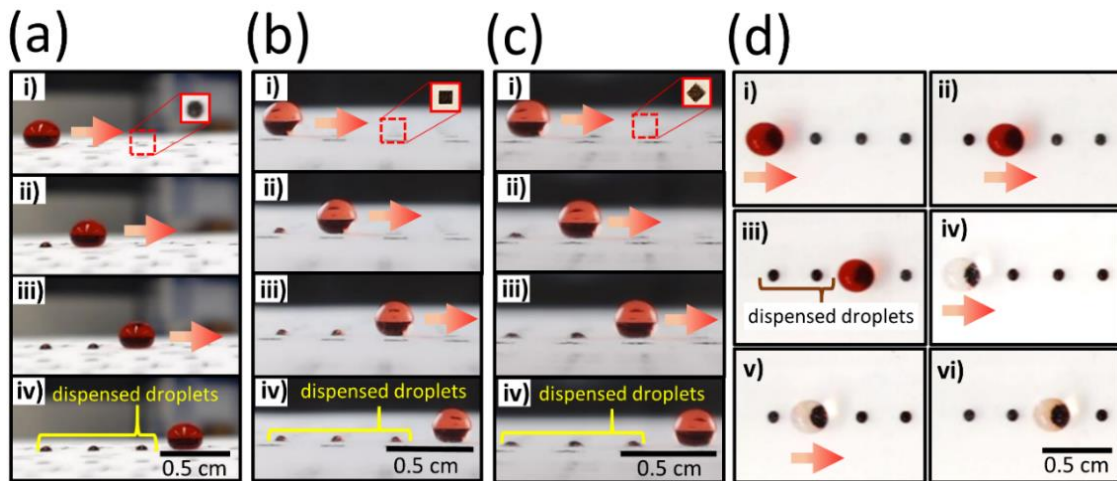 (a)
i)
ii)
iii)
iv)
dispensed droplets
0.5 cm
(b)
i)
ii)
iii)
iv)
dispensed droplets
0.5 cm
(c)
i)
ii)
iii)
iv)
dispensed droplets
0.5 cm
(d)
i)
ii)
iii)
dispensed droplets
iv)
v)
vi)
0.5 cm